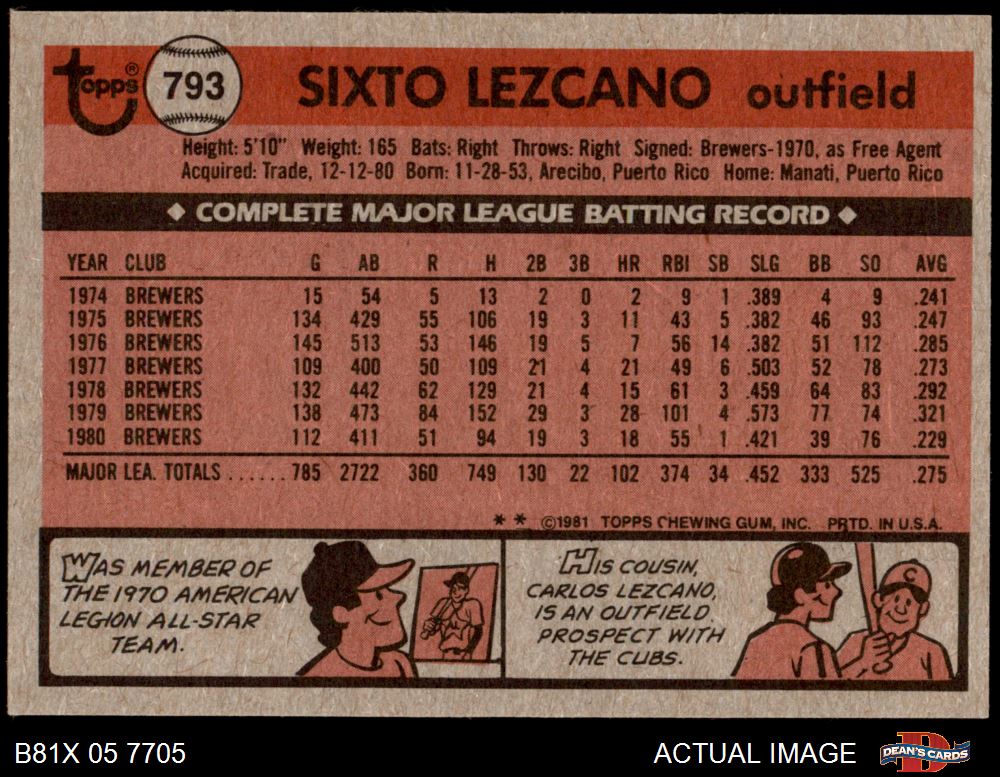 topps® 793 SIXTO LEZCANO outfield
Height: 5'10" Weight: 165 Bats: Right Throws: Right Signed: Brewers-1970, as Free Agent
Acquired: Trade, 12-12-80 Born: 11-28-53, Arecibo, Puerto Rico Home: Manati, Puerto Rico
◆ COMPLETE MAJOR LEAGUE BATTING RECORD ◆
YEAR CLUB G AB R H 2B 3B HR RBI SB SLG BB SO AVG
1974 BREWERS 15 54 5 13 2 0 2 9 1 .389 4 9 .241
1975 BREWERS 134 429 55 106 19 3 11 43 5 .382 46 93 .247
1976 BREWERS 145 513 53 146 19 5 7 56 14 .382 51 112 .285
1977 BREWERS 109 400 50 109 21 4 21 49 6 .503 52 78 .273
1978 BREWERS 132 442 62 129 21 4 15 61 3 .459 64 83 .292
1979 BREWERS 138 473 84 152 29 3 28 101 4 .573 77 74 .321
1980 BREWERS 112 411 51 94 19 3 18 55 1 .421 39 76 .229
MAJOR LEA. TOTALS ...... 785 2722 360 749 130 22 102 374 34 .452 333 525 .275
* * ©1981 TOPPS CHEWING GUM, INC. PRTD. IN U.S.A.
WAS MEMBER OF
THE 1970 AMERICAN
LEGION ALL-STAR
TEAM.
HIS COUSIN,
CARLOS LEZCANO,
IS AN OUTFIELD
PROSPECT WITH
THE CUBS.
C
B81X 05 7705 ACTUAL IMAGE DEAN'S CARDS